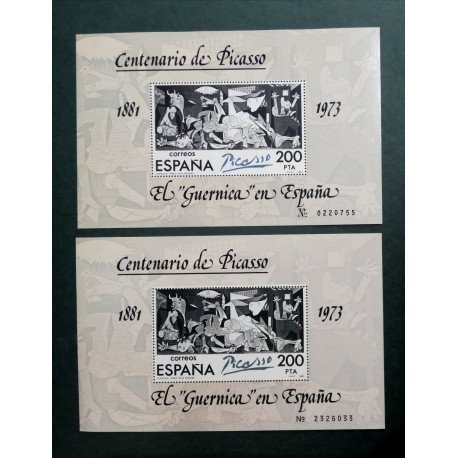 Centenario de Picasso
1881 1973
correos
ESPAÑA Picasso 200
PTA
El "Guernica" en España
№ 0220755
Centenario de Picasso
1881 1973
correos
ESPAÑA Picasso 200
PTA
El "Guernica" en España
№ 2326033